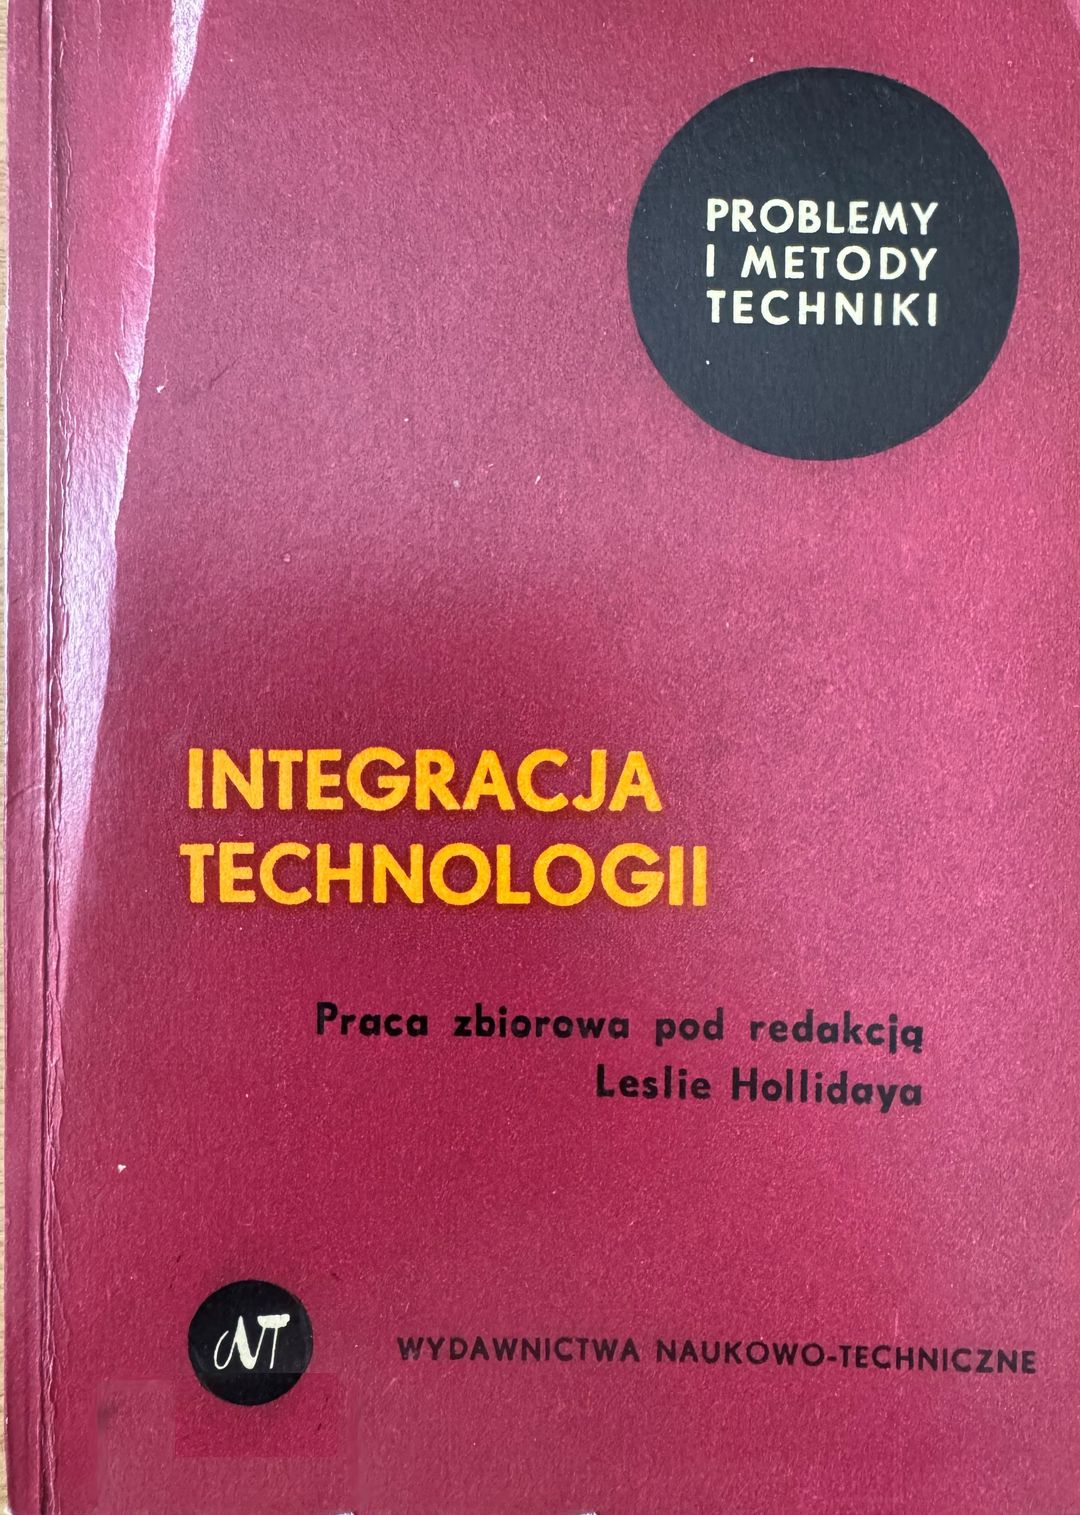 PROBLEMY
I METODY
TECHNIKI
INTEGRACJA
TECHNOLOGII
Praca zbiorowa pod redakcją
Leslie Hollidaya
NT
WYDAWNICTWA NAUKOWO-TECHNICZNE